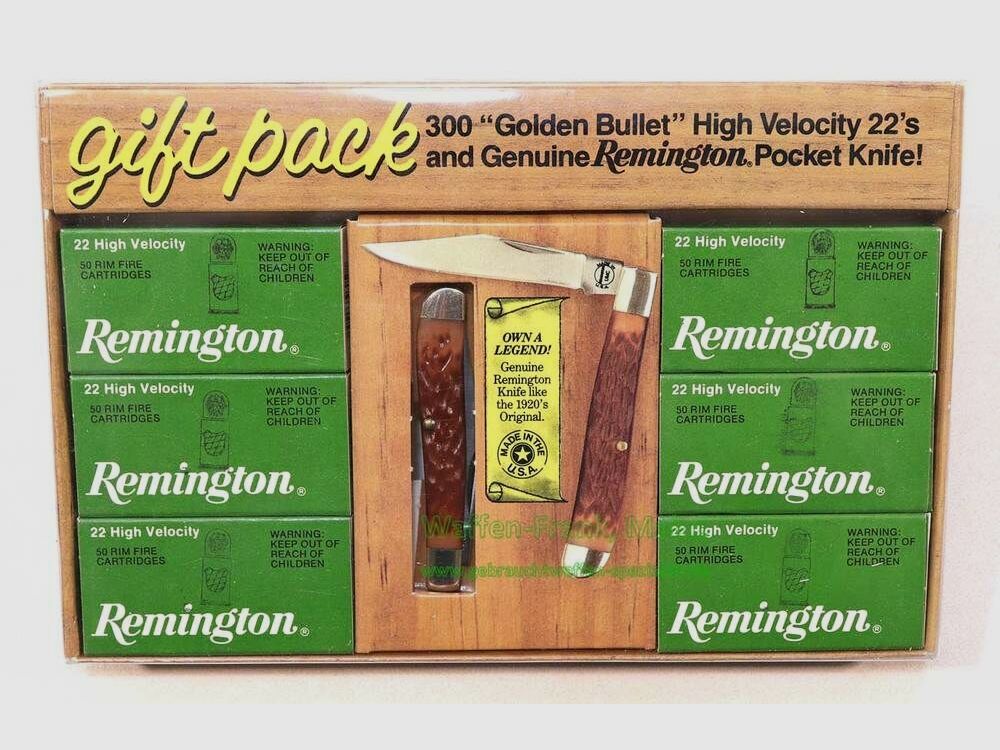 gift pack
300 "Golden Bullet" High Velocity 22's
and Genuine Remington® Pocket Knife!
22 High Velocity
50 RIM FIRE
CARTRIDGES
WARNING:
KEEP OUT OF
REACH OF
CHILDREN
Remington®
22 High Velocity
50 RIM FIRE
CARTRIDGES
WARNING:
KEEP OUT OF
REACH OF
CHILDREN
Remington®
22 High Velocity
50 RIM FIRE
CARTRIDGES
WARNING:
KEEP OUT OF
REACH OF
CHILDREN
Remington®
OWN A
LEGEND!
Genuine
Remington
Knife like
the 1920's
Original.
MADE IN THE
U.S.A.
22 High Velocity
50 RIM FIRE
CARTRIDGES
WARNING:
KEEP OUT OF
REACH OF
CHILDREN
Remington®
22 High Velocity
50 RIM FIRE
CARTRIDGES
WARNING:
KEEP OUT OF
REACH OF
CHILDREN
Remington®
22 High Velocity
50 RIM FIRE
CARTRIDGES
WARNING:
KEEP OUT OF
REACH OF
CHILDREN
Remington®